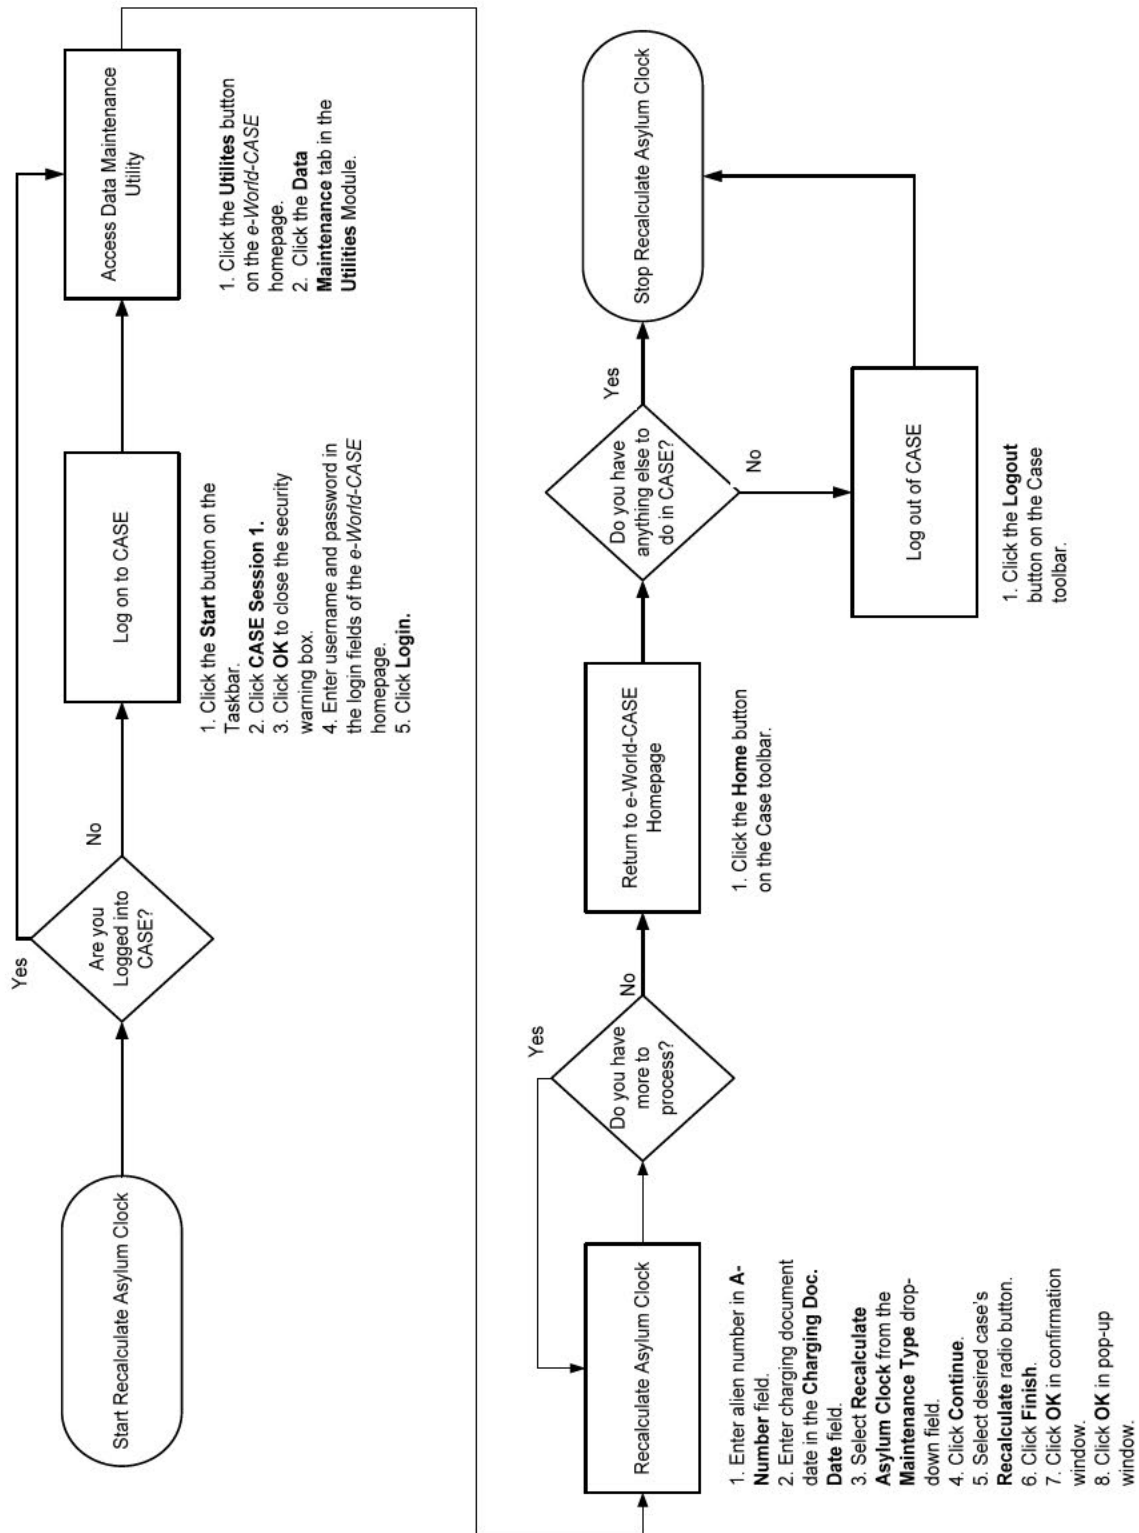 Start Recalculate Asylum Clock
Are you
Logged into
CASE?
Yes
No
Log on to CASE
1. Click the Start button on the
Taskbar.
2. Click CASE Session 1.
3. Click OK to close the security
warning box.
4. Enter username and password in
the login fields of the e-World-CASE
homepage.
5. Click Login.
Access Data Maintenance
Utility
1. Click the Utilites button
on the e-World-CASE
homepage.
2. Click the Data
Maintenance tab in the
Utilities Module.
Recalculate Asylum Clock
1. Enter alien number in A-
Number field.
2. Enter charging document
date in the Charging Doc.
Date field.
3. Select Recalculate
Asylum Clock from the
Maintenance Type drop-
down field.
4. Click Continue.
5. Select desired case's
Recalculate radio button.
6. Click Finish.
7. Click OK in confirmation
window.
8. Click OK in pop-up
window.
Do you have
more to
process?
Yes
No
Return to e-World-CASE
Homepage
1. Click the Home button
on the Case toolbar.
Do you have
anything else to
do in CASE?
Yes
No
Log out of CASE
1. Click the Logout
button on the Case
toolbar.
Stop Recalculate Asylum Clock